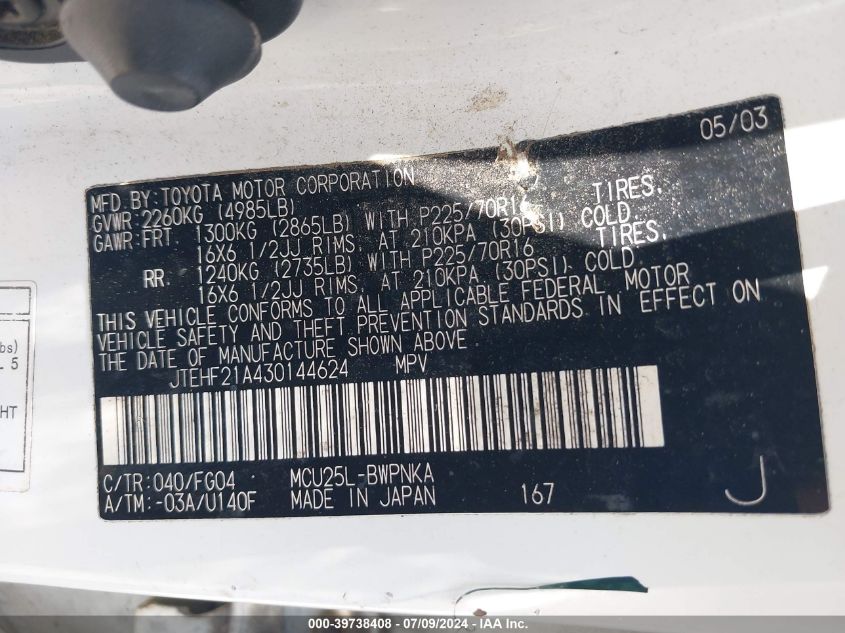 05/03
MFD.BY:TOYOTA MOTOR CORPORATION
GVWR:2260KG (4985LB)
GAWR:FRT. 1300KG (2865LB) WITH P225/70R16 TIRES.
16X6 1/2JJ RIMS. AT 210KPA (30PSI) COLD.
RR. 1240KG (2735LB) WITH P225/70R16 TIRES.
16X6 1/2JJ RIMS. AT 210KPA (30PSI) COLD.
THIS VEHICLE CONFORMS TO ALL APPLICABLE FEDERAL MOTOR
VEHICLE SAFETY AND THEFT PREVENTION STANDARDS IN EFFECT ON
THE DATE OF MANUFACTURE SHOWN ABOVE.
JTEHF21A430144624 MPV
C/TR:040/FG04 MCU25L-BWPNKA
A/TM:-03A/U140F MADE IN JAPAN 167 J
bs)
5
HT
000-39738408 - 07/09/2024 - IAA Inc.